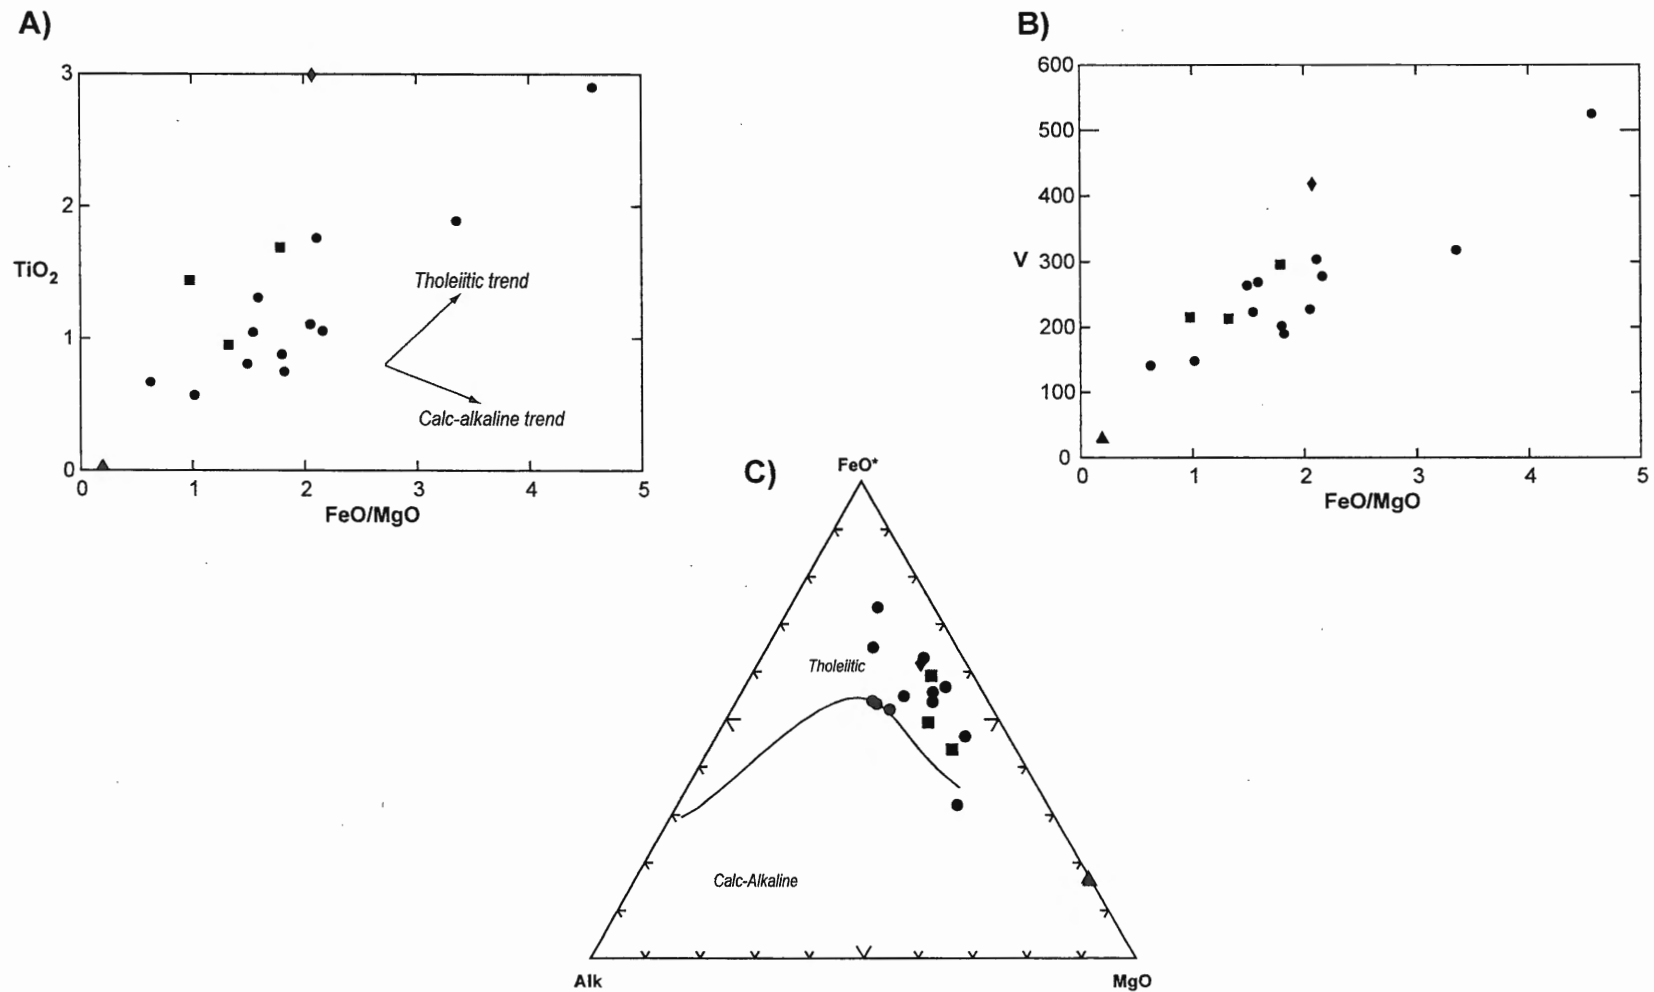 A)
3
2
TiO2
1
0
0 1 2 3 4 5
FeO/MgO
Tholeiitic trend
Calc-alkaline trend
B)
600
500
400
V 300
200
100
0
0 1 2 3 4 5
FeO/MgO
C)
FeO*
Tholeiitic
Calc-Alkaline
Alk MgO